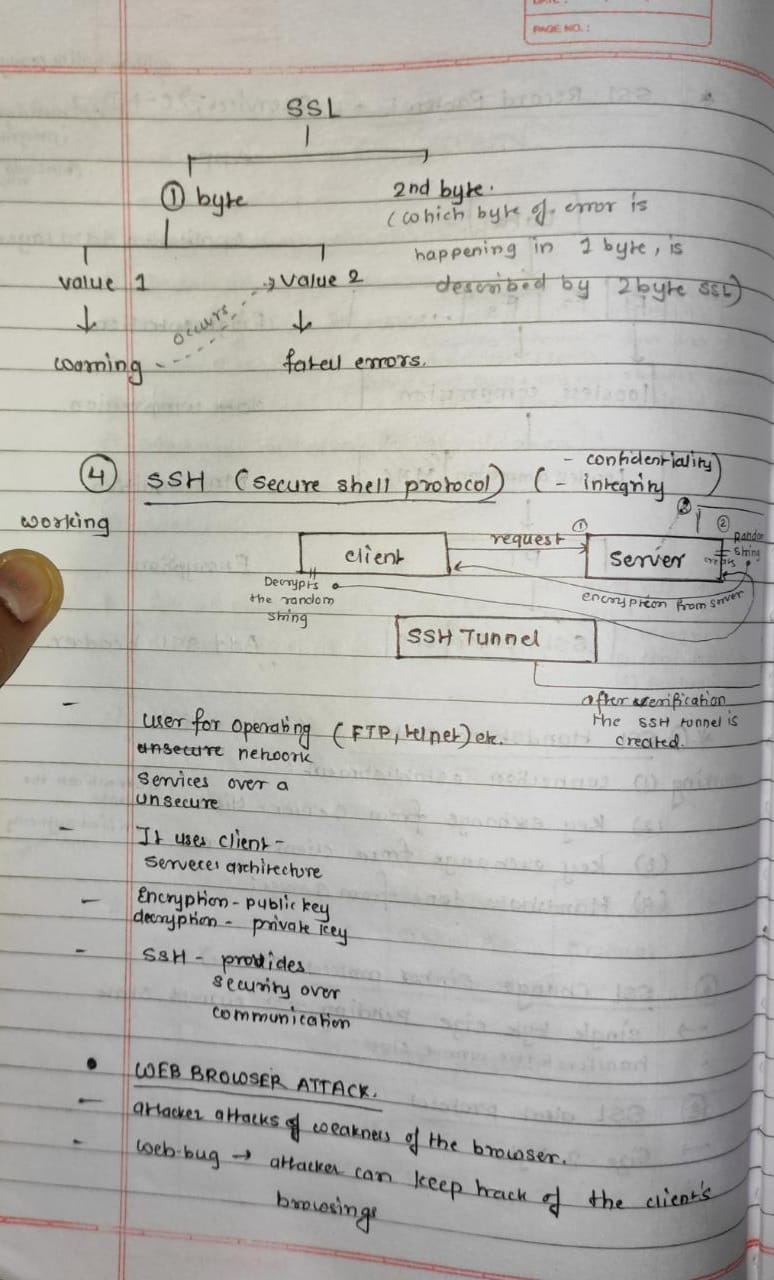 PAGE NO.:
SSL
① byte
2nd byte.
(which byte of error is
happening in 1 byte, is
described by 2byte SSL)
value 1
value 2
occurs
warning
fatel errors.
④ SSH (secure shell protocol) ( - confidentiality)
- integrity
working
client
request
①
server
②
Random
string
Decrypts
the random
string
encryption from server
SSH Tunnel
after verification
the SSH tunnel is
created.
- user for operating (FTP, telnet) etc.
unsecure network
services over a
unsecure
- It uses client -
serveces architecture
- Encryption - public key
decryption - private key
- SSH - provides
security over
communication
• WEB BROWSER ATTACK.
- attacker attacks of weakness of the browser.
- web-bug → attacker can keep track of the client's
browsings